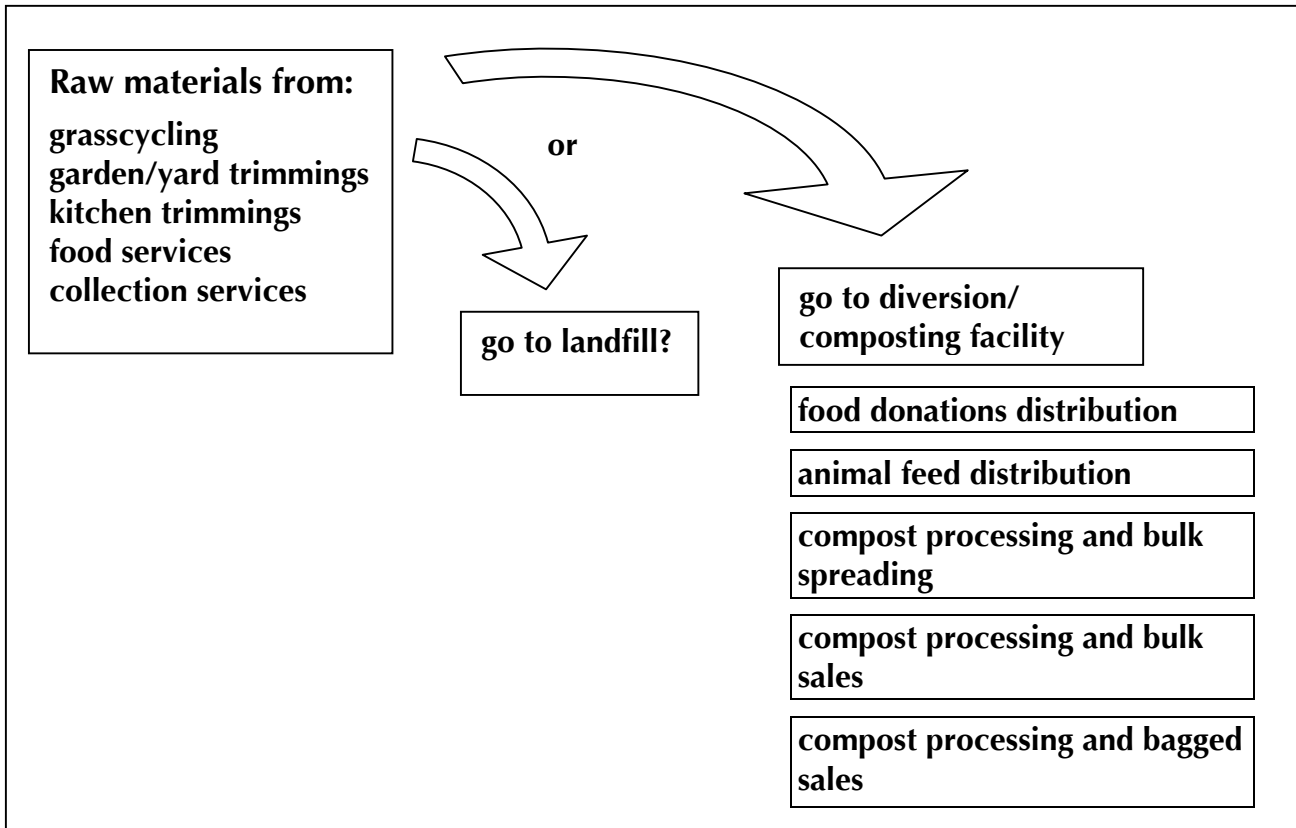 Raw materials from:
grasscycling
garden/yard trimmings
kitchen trimmings
food services
collection services
or
go to landfill?
go to diversion/
composting facility
food donations distribution
animal feed distribution
compost processing and bulk
spreading
compost processing and bulk
sales
compost processing and bagged
sales